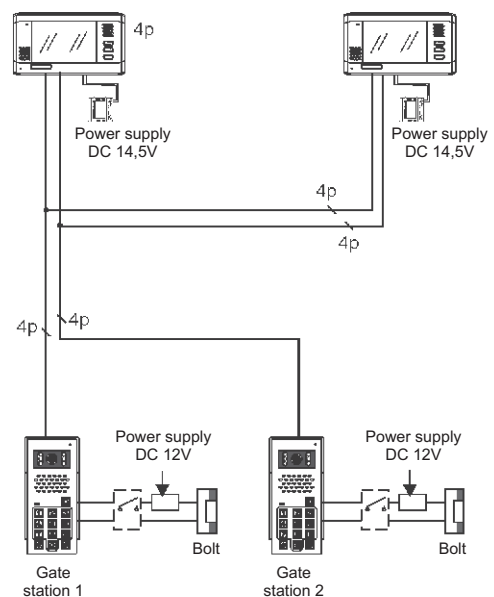 4p
Power supply
DC 14,5V
Power supply
DC 14,5V
4p
4p
4p
4p
Power supply
DC 12V
Power supply
DC 12V
Bolt
Bolt
Gate
station 1
Gate
station 2